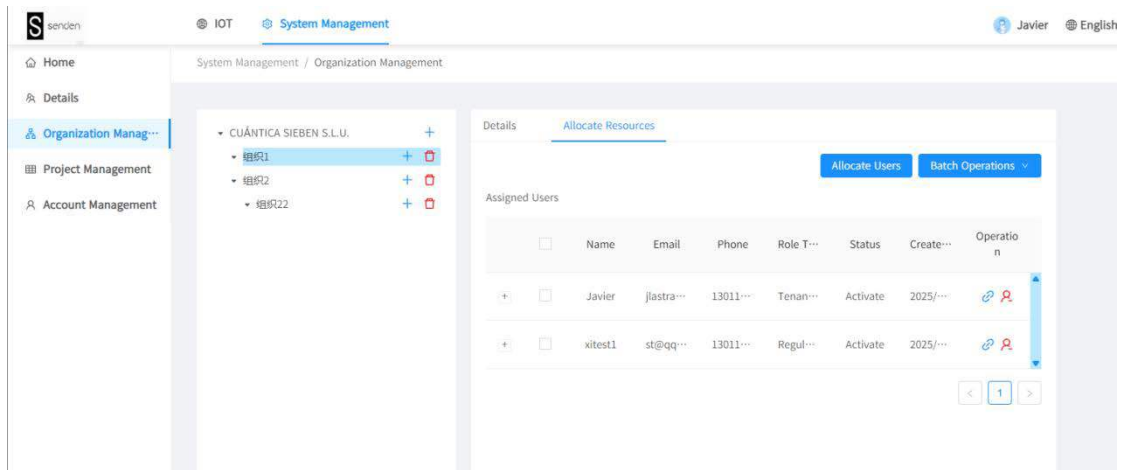 senden
IOT
System Management
Javier
English
Home
System Management / Organization Management
Details
Organization Manag···
Project Management
Account Management
CUÁNTICA SIEBEN S.L.U.
组织1
组织2
组织22
Details
Allocate Resources
Allocate Users
Batch Operations
Assigned Users
Name Email Phone Role T··· Status Create··· Operatio
n
+ Javier jlastra··· 13011··· Tenan··· Activate 2025/···
+ xitest1 st@qq··· 13011··· Regul··· Activate 2025/···
< 1 >